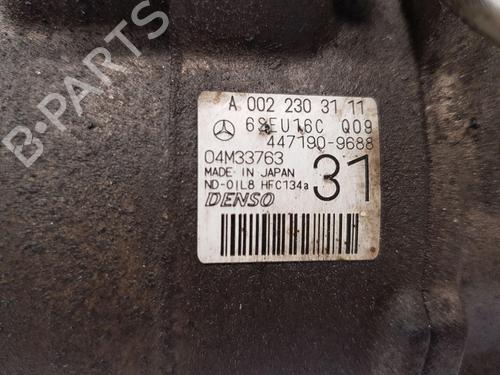 A 002 230 31 11
6SEU16C Q09
447190-9688
04M33763
MADE IN JAPAN
ND-OIL8 HFC134a
31
DENSO
B-PARTS